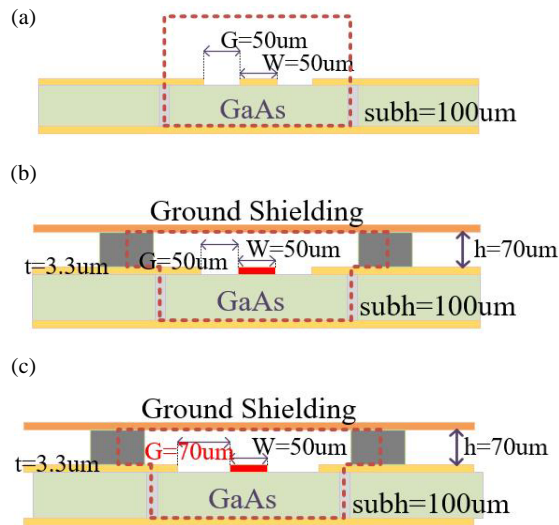 (a)
G=50um
W=50um
GaAs
subh=100um
(b)
Ground Shielding
W=50um
h=70um
t=3.3um
G=50um
GaAs
subh=100um
(c)
Ground Shielding
G=70um
W=50um
h=70um
t=3.3um
GaAs
subh=100um